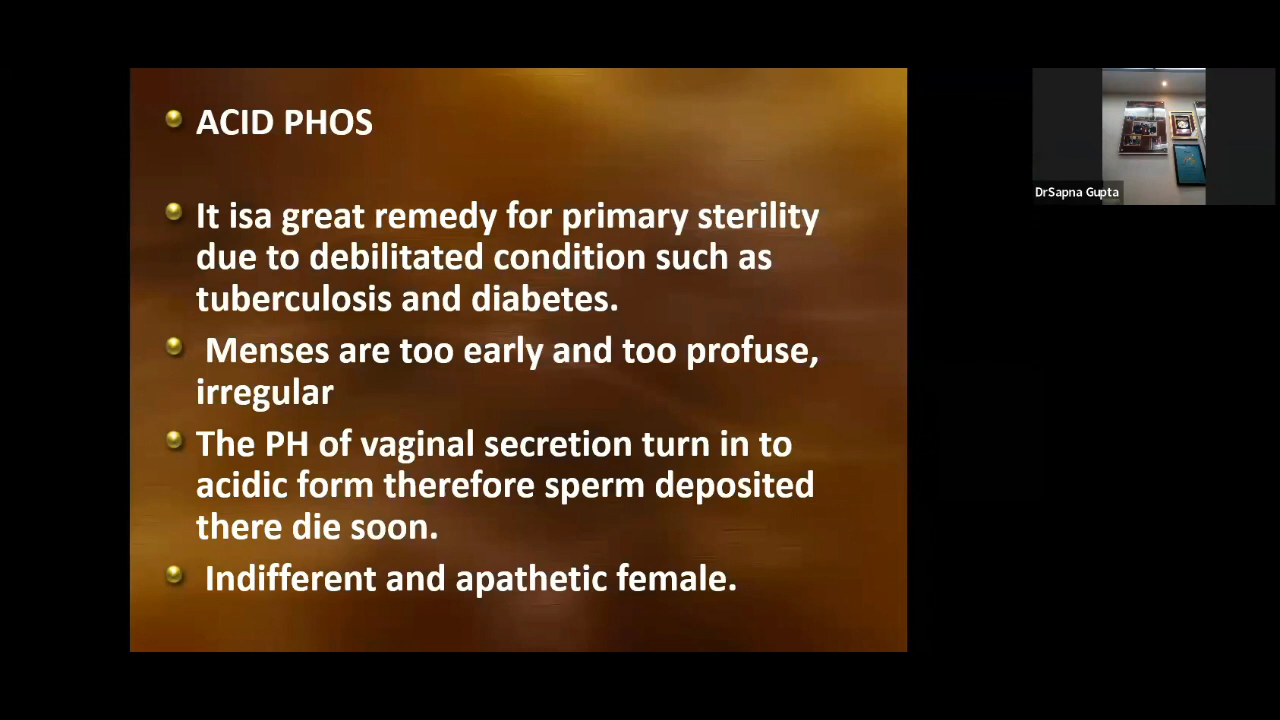 ACID PHOS
It isa great remedy for primary sterility
due to debilitated condition such as
tuberculosis and diabetes.
Menses are too early and too profuse,
irregular
The PH of vaginal secretion turn in to
acidic form therefore sperm deposited
there die soon.
Indifferent and apathetic female.
DrSapna Gupta